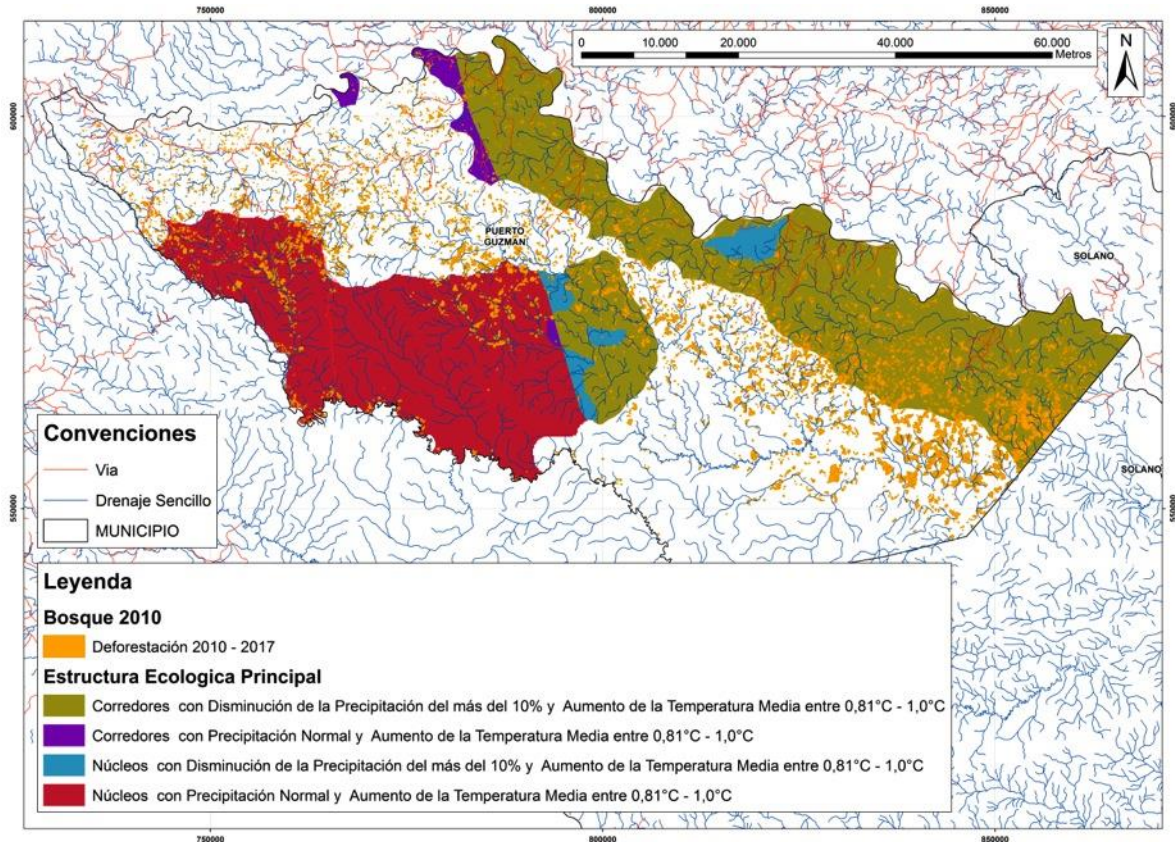 750000
800000
850000
0 10.000 20.000 40.000 60.000
Metros
N
600000
600000
PUERTO
GUZMÁN
SOLANO
SOLANO
550000
550000
Convenciones
Via
Drenaje Sencillo
MUNICIPIO
Leyenda
Bosque 2010
Deforestación 2010 - 2017
Estructura Ecologica Principal
Corredores con Disminución de la Precipitación del más del 10% y Aumento de la Temperatura Media entre 0,81°C - 1,0°C
Corredores con Precipitación Normal y Aumento de la Temperatura Media entre 0,81°C - 1,0°C
Núcleos con Disminución de la Precipitación del más del 10% y Aumento de la Temperatura Media entre 0,81°C - 1,0°C
Núcleos con Precipitación Normal y Aumento de la Temperatura Media entre 0,81°C - 1,0°C
750000
800000
850000